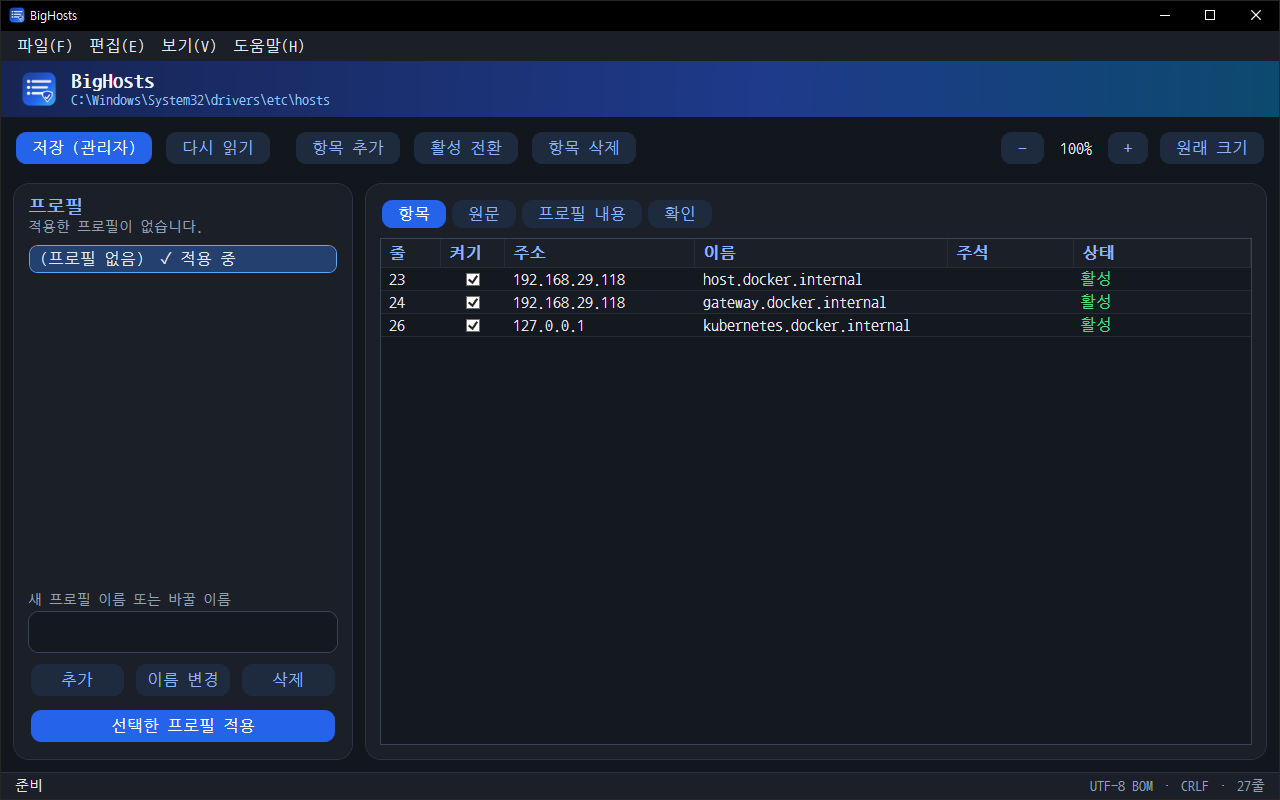 BigHosts
파일(F) 편집(E) 보기(V) 도움말(H)
BigHosts
C:\Windows\System32\drivers\etc\hosts
저장 (관리자) 다시 읽기 항목 추가 활성 전환 항목 삭제 - 100% + 원래 크기
프로필
적용한 프로필이 없습니다.
(프로필 없음) ✓ 적용 중
새 프로필 이름 또는 바꿀 이름
추가 이름 변경 삭제
선택한 프로필 적용
항목 원문 프로필 내용 확인
줄 켜기 주소 이름 주석 상태
23 192.168.29.118 host.docker.internal 활성
24 192.168.29.118 gateway.docker.internal 활성
26 127.0.0.1 kubernetes.docker.internal 활성
준비 UTF-8 BOM · CRLF · 27줄